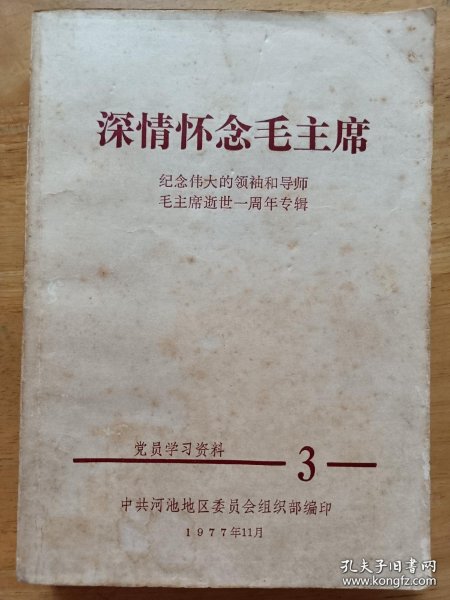 深情怀念毛主席
纪念伟大的领袖和导师
毛主席逝世一周年专辑
党员学习资料
3
中共河池地区委员会组织部编印
1977年11月
孔夫子旧书网
www.kongfz.com